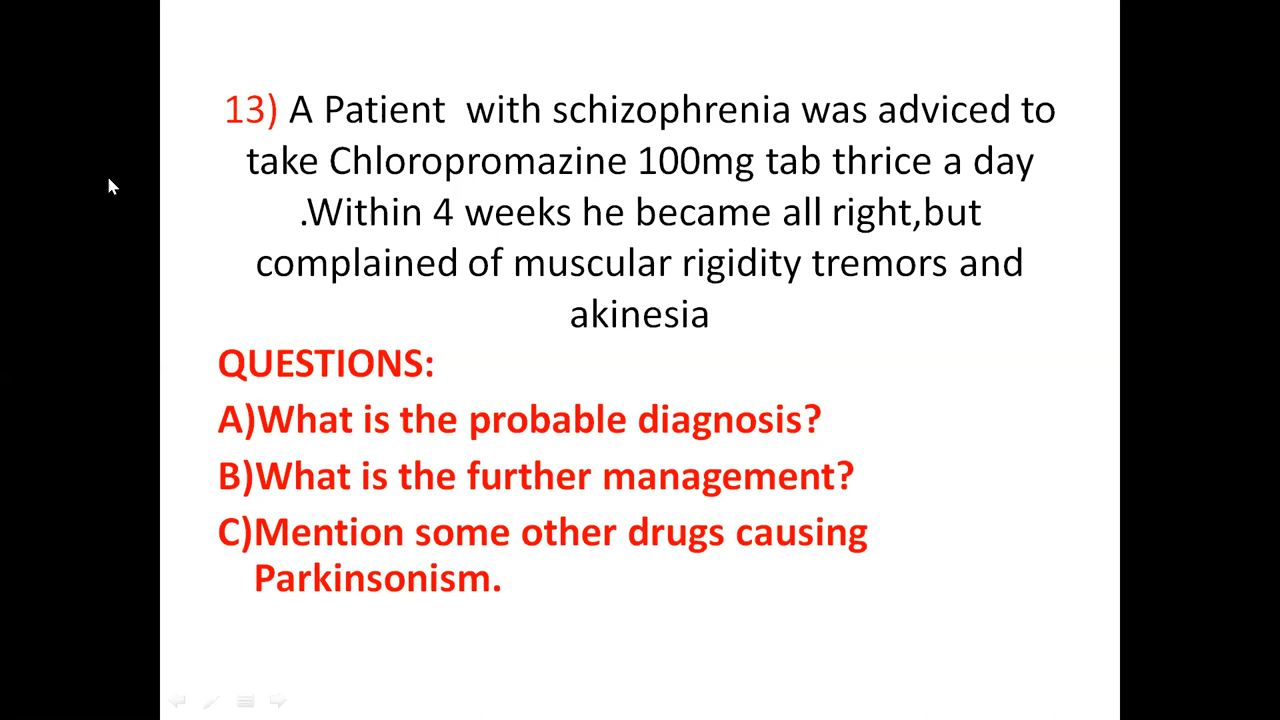 13) A Patient  with schizophrenia was adviced to
take Chloropromazine 100mg tab thrice a day
.Within 4 weeks he became all right,but
complained of muscular rigidity tremors and
akinesia
QUESTIONS:
A)What is the probable diagnosis?
B)What is the further management?
C)Mention some other drugs causing
Parkinsonism.